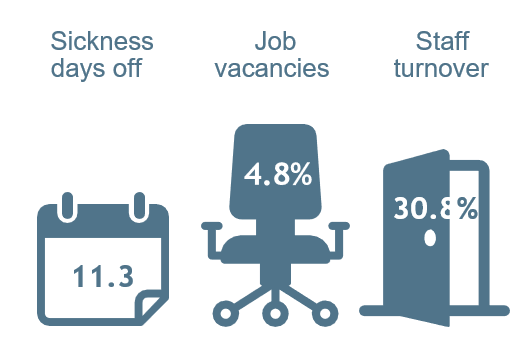 Sickness
days off
Job
vacancies
Staff
turnover
11.3
4.8%
30.8%